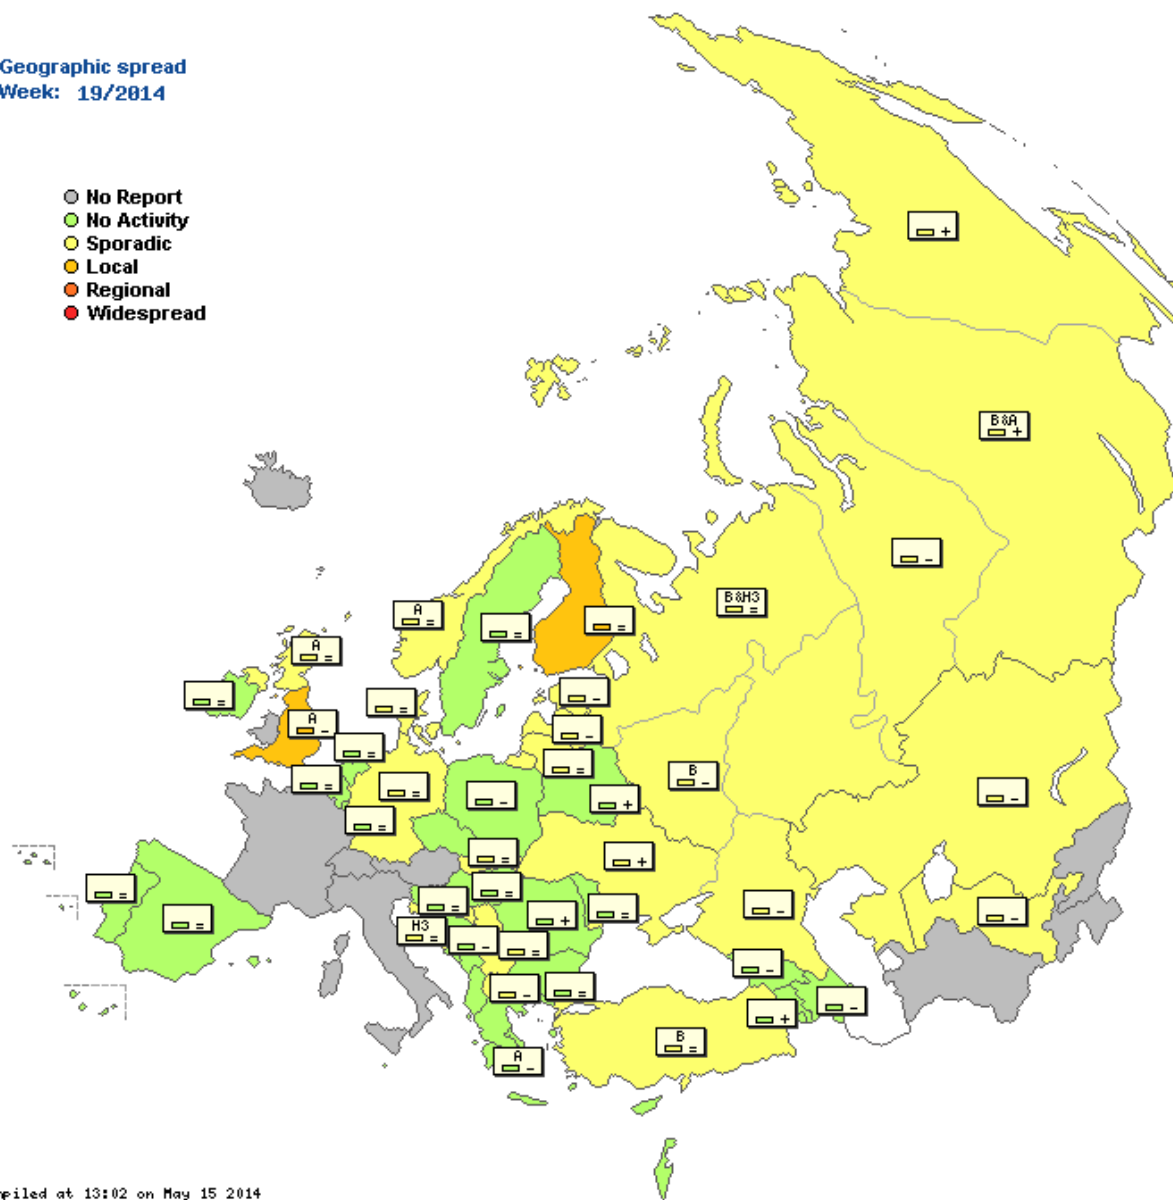 Geographic spread
Week: 19/2014
No Report
No Activity
Sporadic
Local
Regional
Widespread
+
B&A
+
-
B&H3
=
A
=
=
=
A
=
=
-
=
A
-
-
=
=
=
=
B
-
-
=
-
+
=
=
+
=
=
=
=
+
=
-
-
H3
=
-
=
-
-
=
-
+
B
=
A
-
piled at 13:02 on May 15 2014